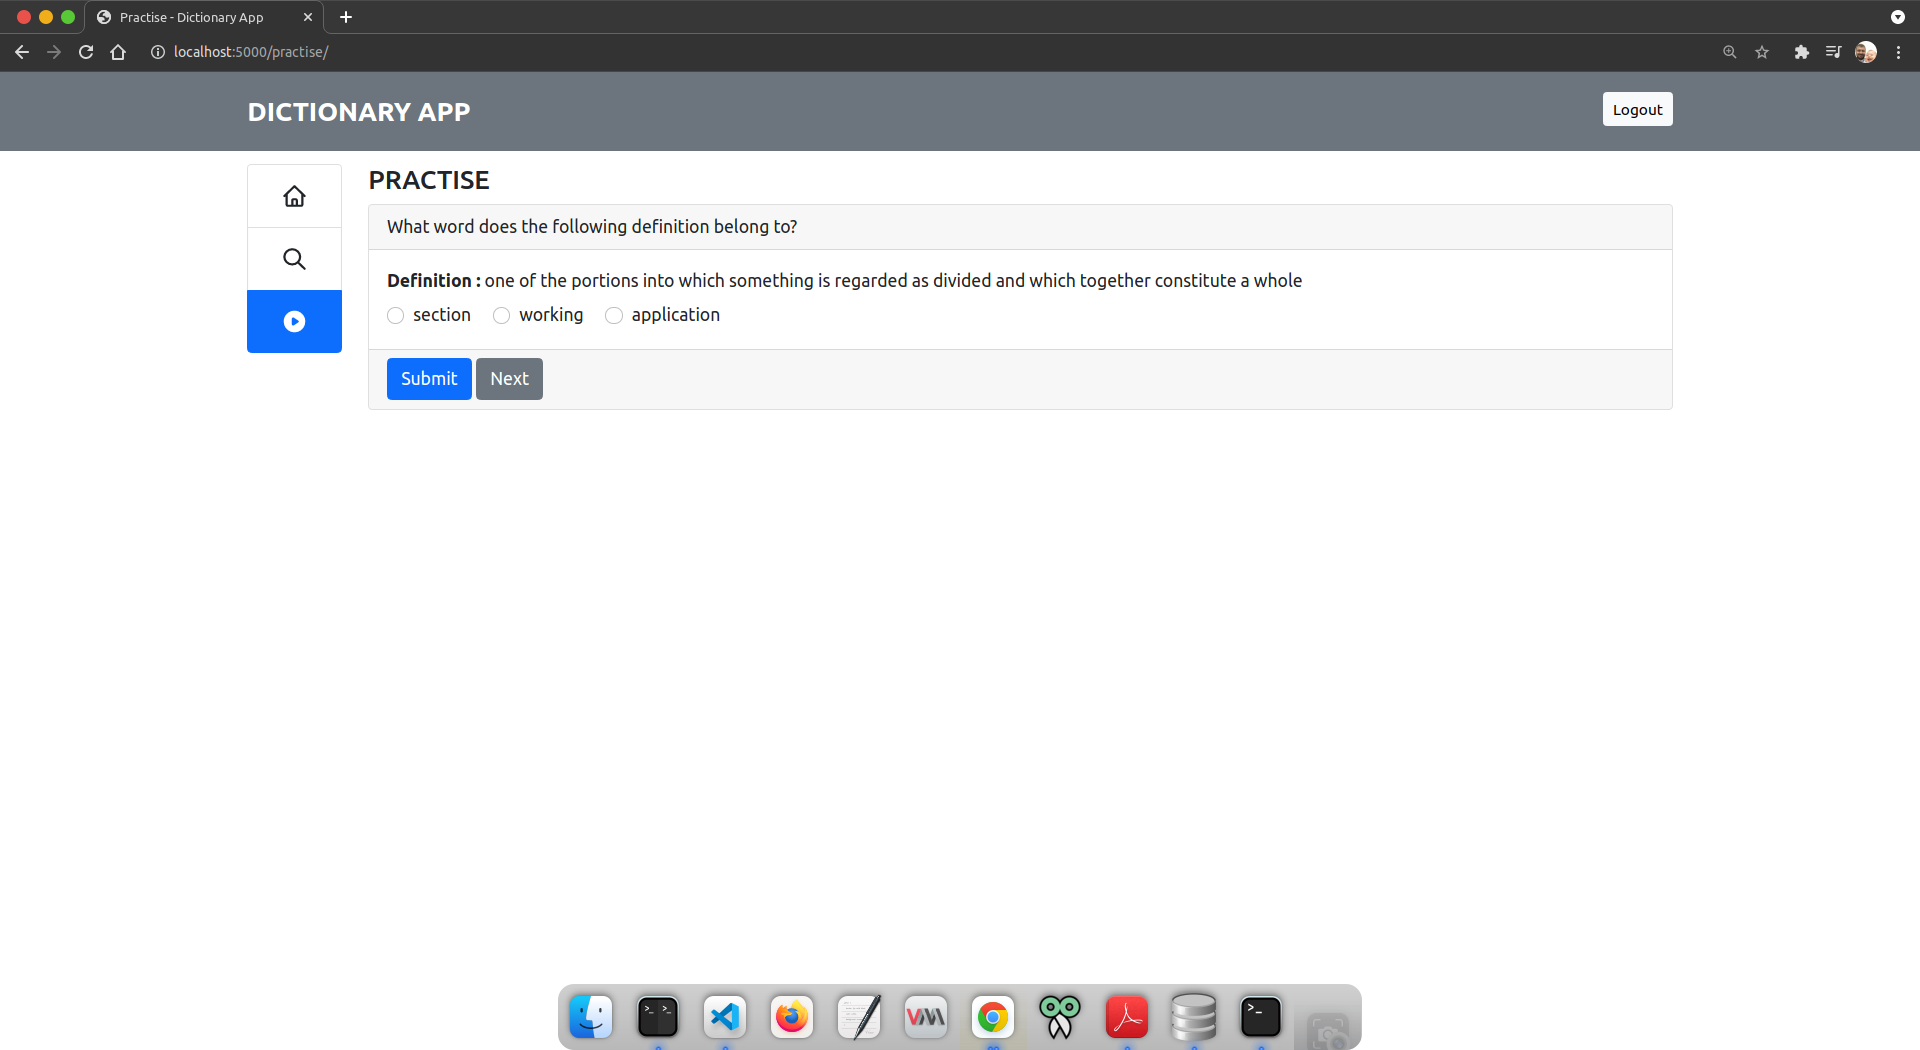 Practise - Dictionary App
localhost:5000/practise/
DICTIONARY APP
Logout
PRACTISE
What word does the following definition belong to?
Definition : one of the portions into which something is regarded as divided and which together constitute a whole
section working application
Submit Next
>_ >_ VIM >_